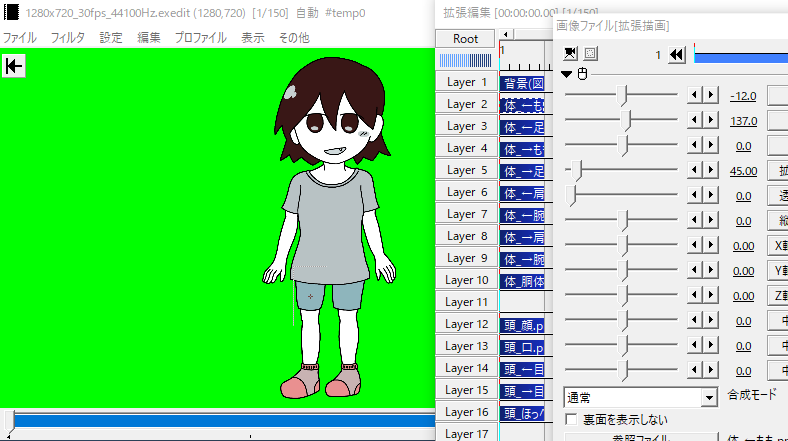 1280x720_30fps_44100Hz.exedit (1280,720) [1/150] 自動 #temp0
ファイル フィルタ 設定 編集 プロファイル 表示 その他
拡張編集 [00:00:00.00] [1/150]
Root
1
Layer 1 背景(図
Layer 2 体_←も
Layer 3 体_←足
Layer 4 体_→も
Layer 5 体_→足
Layer 6 体_←肩
Layer 7 体_←腕
Layer 8 体_→肩
Layer 9 体_→腕
Layer 10 体_胴体
Layer 11
Layer 12 頭_顔.p
Layer 13 頭_口.p
Layer 14 頭_←目
Layer 15 頭_→目
Layer 16 頭_ほっぺ
Layer 17
画像ファイル[拡張描画]
1
-12.0
137.0
0.0
45.00 拡
0.0 透
0.0 縦
0.00 X軸
0.00 Y軸
0.00 Z軸
0.0 中
0.0 中
0.0 中
通常 合成モード
裏面を表示しない
参照ファイル 体_←もも.pn